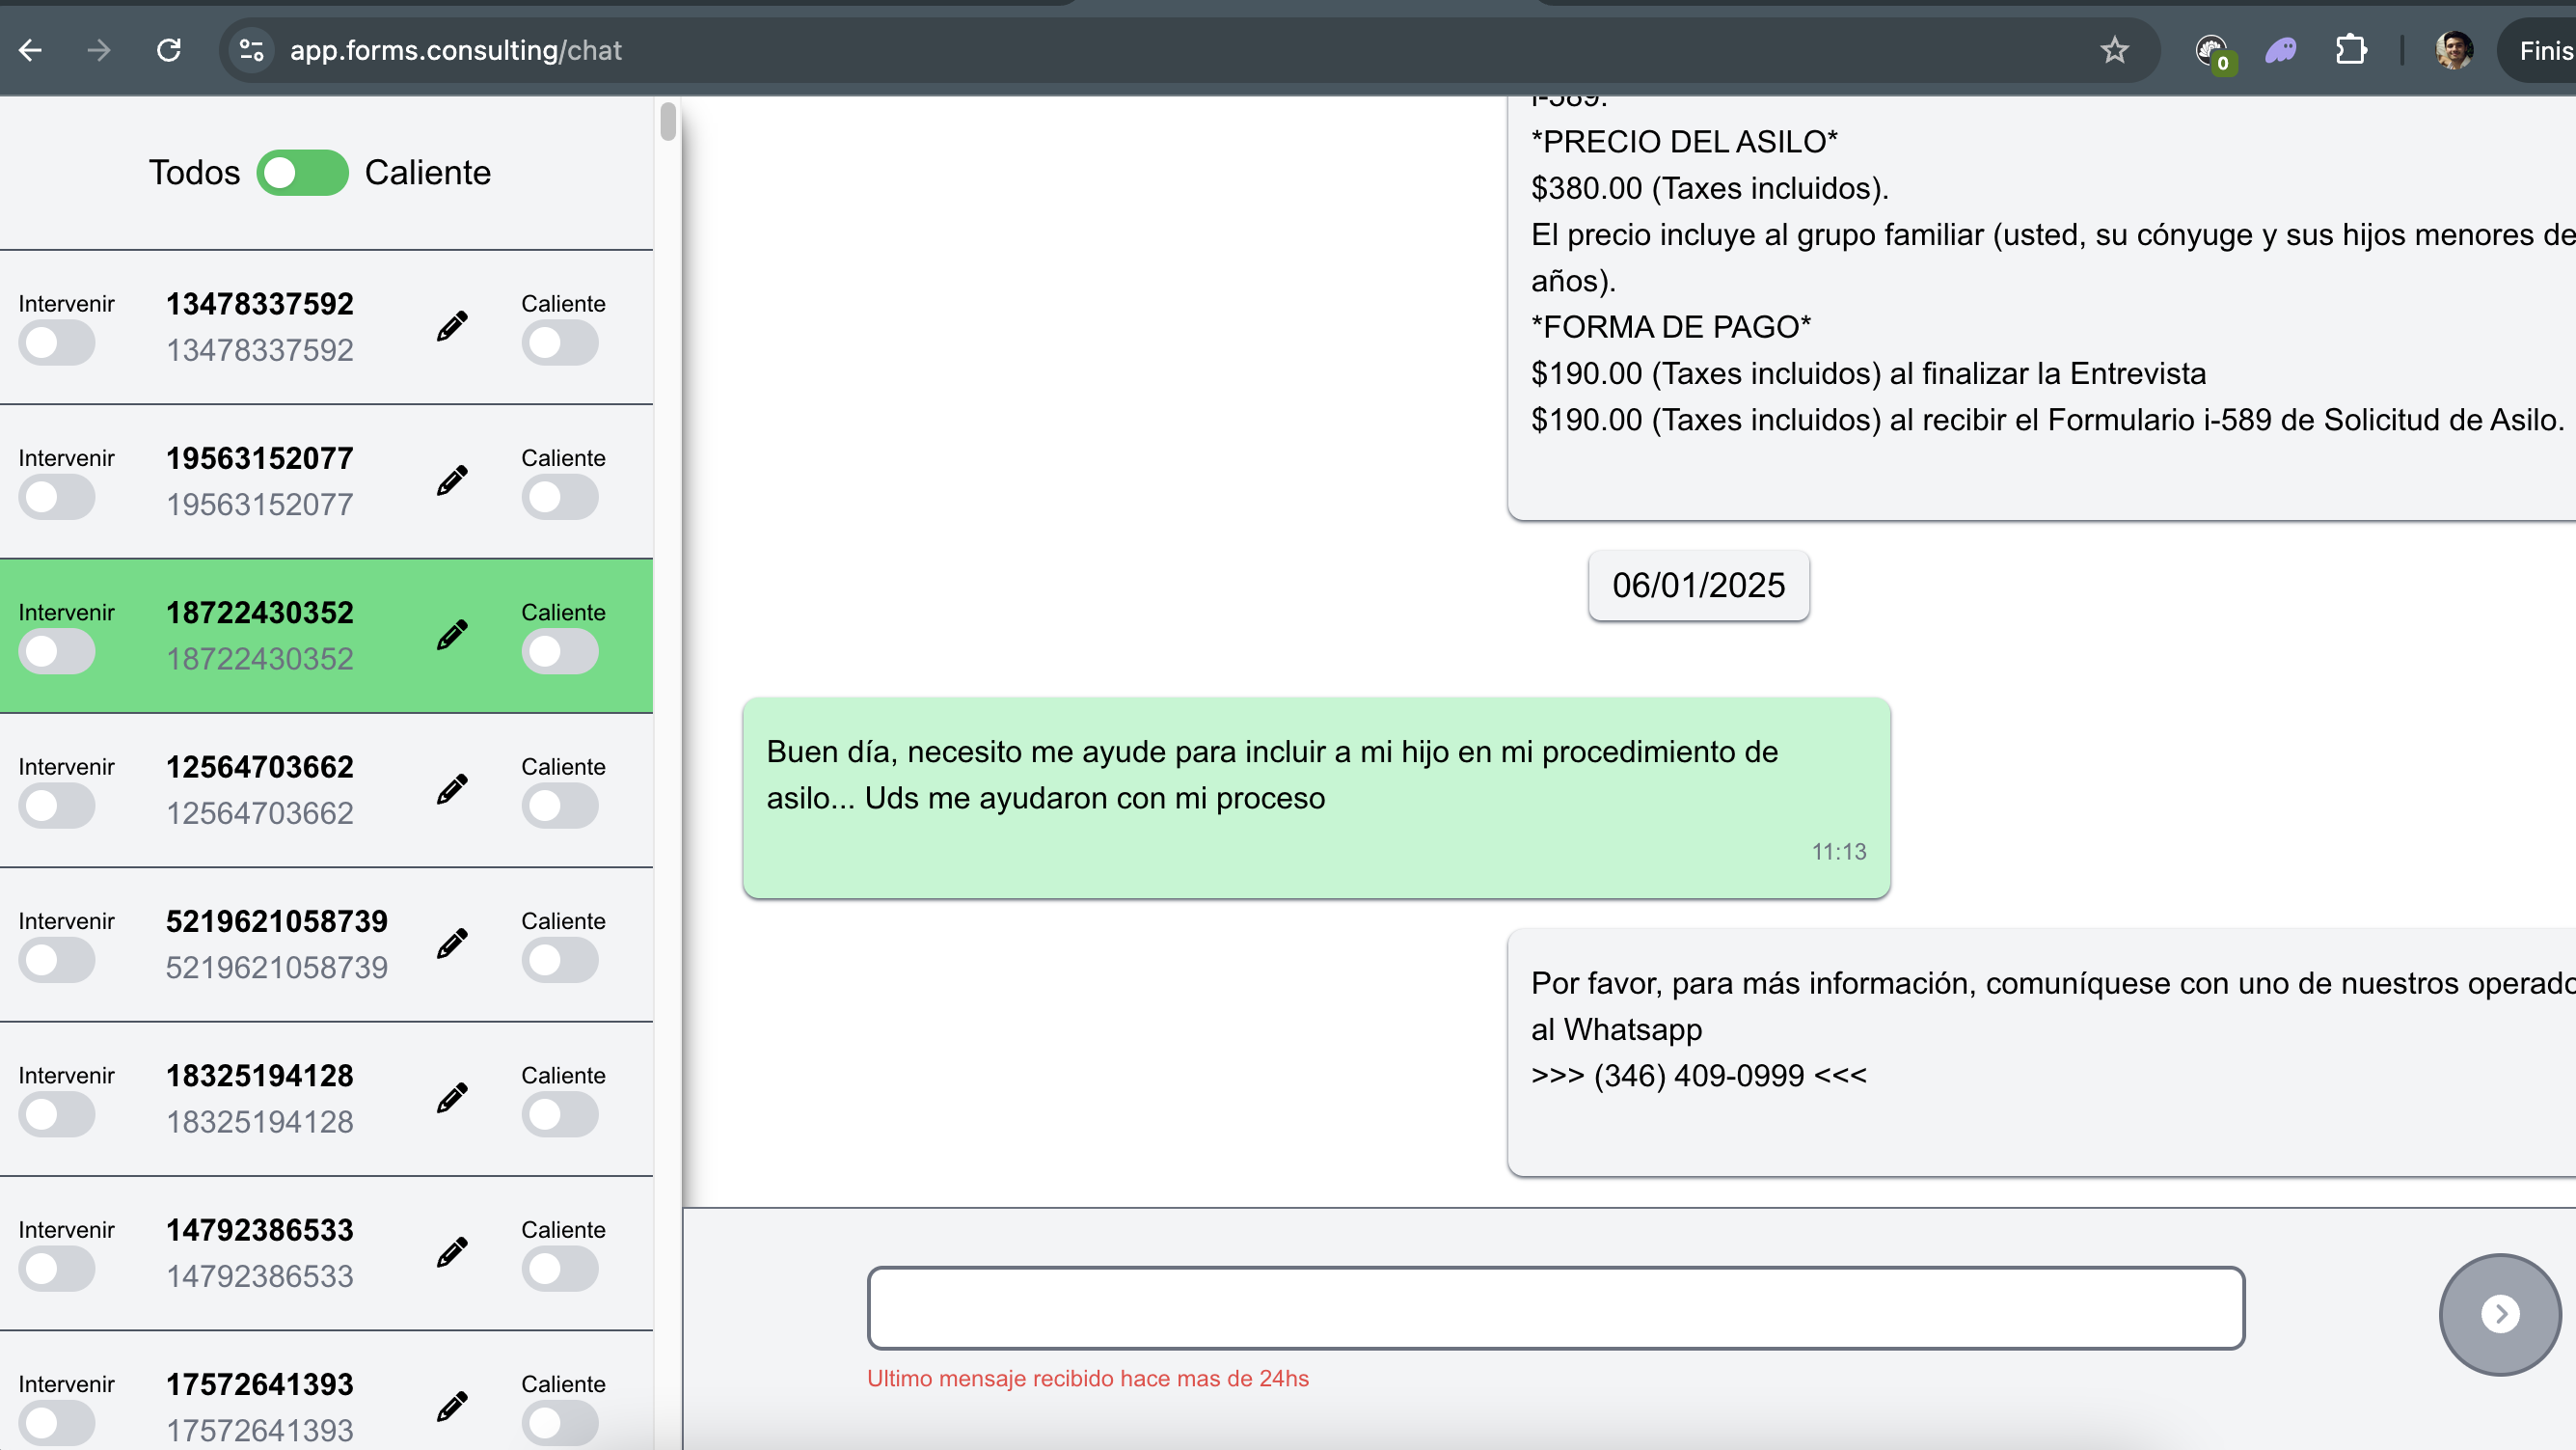 app.forms.consulting/chat
0
Finis
Todos
Caliente
Intervenir
13478337592
13478337592
Caliente
Intervenir
19563152077
19563152077
Caliente
Intervenir
18722430352
18722430352
Caliente
Intervenir
12564703662
12564703662
Caliente
Intervenir
5219621058739
5219621058739
Caliente
Intervenir
18325194128
18325194128
Caliente
Intervenir
14792386533
14792386533
Caliente
Intervenir
17572641393
17572641393
Caliente
i-589.
*PRECIO DEL ASILO*
$380.00 (Taxes incluidos).
El precio incluye al grupo familiar (usted, su cónyuge y sus hijos menores de
años).
*FORMA DE PAGO*
$190.00 (Taxes incluidos) al finalizar la Entrevista
$190.00 (Taxes incluidos) al recibir el Formulario i-589 de Solicitud de Asilo.
06/01/2025
Buen día, necesito me ayude para incluir a mi hijo en mi procedimiento de
asilo... Uds me ayudaron con mi proceso
11:13
Por favor, para más información, comuníquese con uno de nuestros operado
al Whatsapp
>>> (346) 409-0999 <<<
Ultimo mensaje recibido hace mas de 24hs